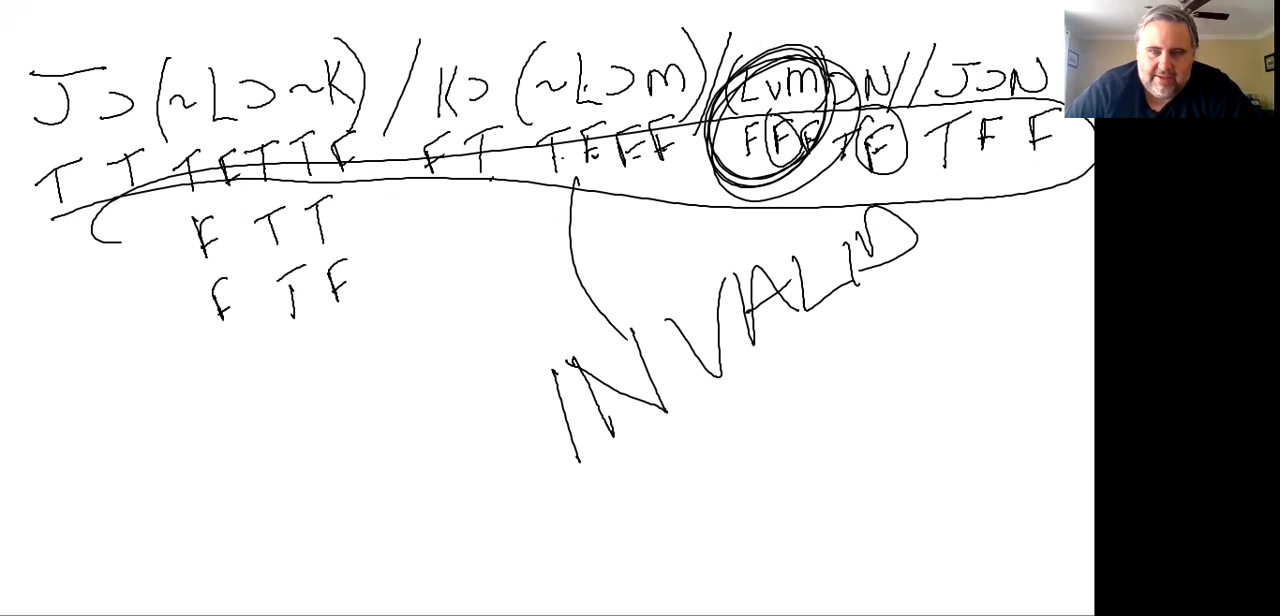 J ⊃ (~L ⊃ ~K) / K ⊃ (~L ⊃ M) / (L v M) ⊃ N // J ⊃ N
T T T F T T F F T T F F F F F F T F T F F
F T T
F T F
INVALID